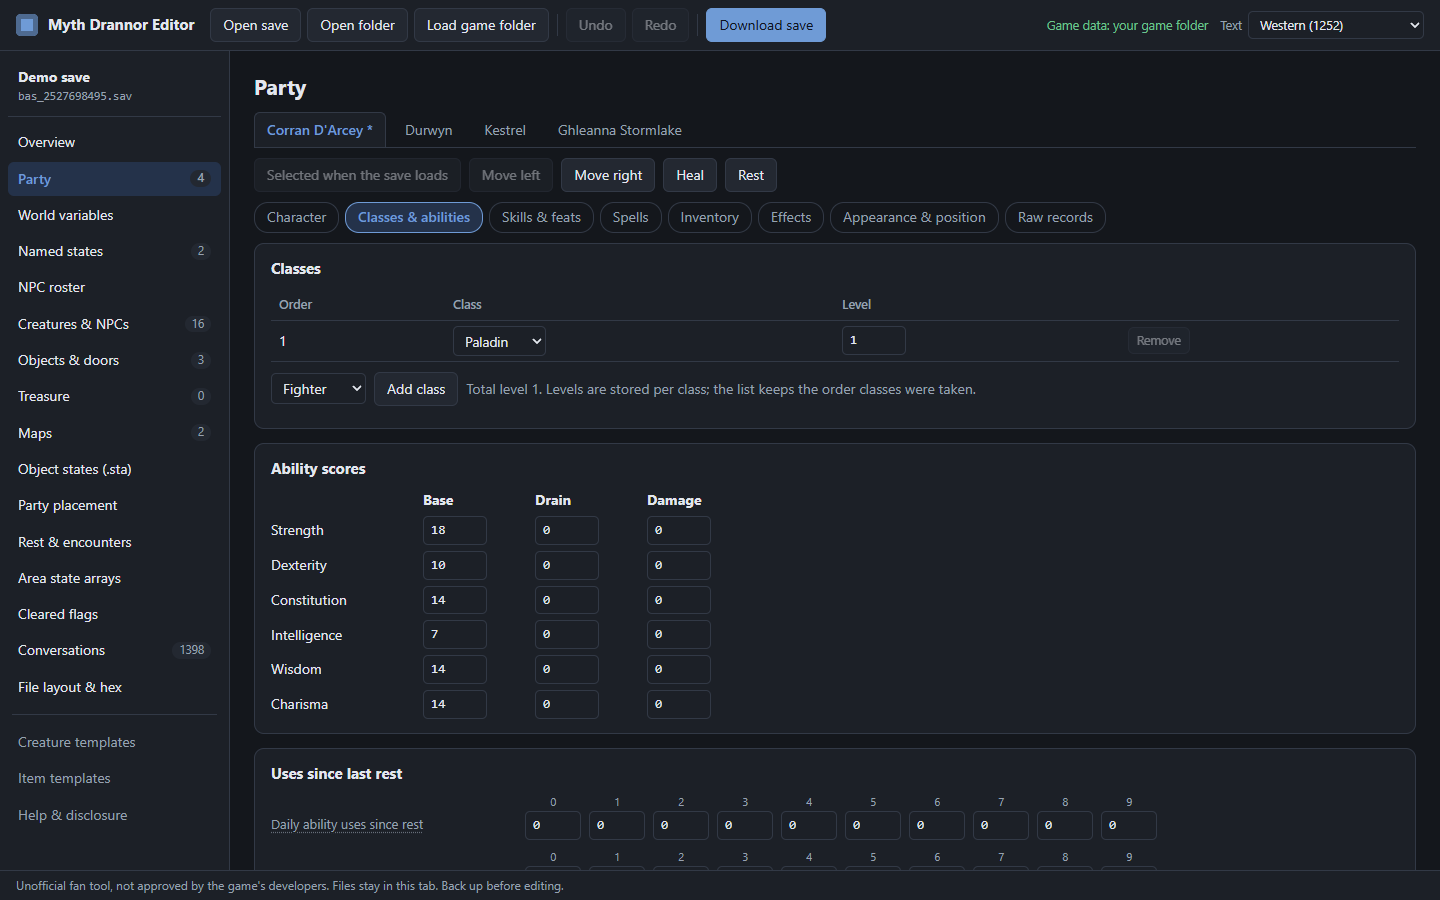 Myth Drannor Editor Open save Open folder Load game folder Undo Redo Download save Game data: your game folder Text Western (1252)
Demo save
bas_2527698495.sav
Overview
Party 4
World variables
Named states 2
NPC roster
Creatures & NPCs 16
Objects & doors 3
Treasure 0
Maps 2
Object states (.sta)
Party placement
Rest & encounters
Area state arrays
Cleared flags
Conversations 1398
File layout & hex
Creature templates
Item templates
Help & disclosure
Party
Corran D'Arcey * Durwyn Kestrel Ghleanna Stormlake
Selected when the save loads Move left Move right Heal Rest
Character Classes & abilities Skills & feats Spells Inventory Effects Appearance & position Raw records
Classes
Order Class Level
1 Paladin 1 Remove
Fighter Add class Total level 1. Levels are stored per class; the list keeps the order classes were taken.
Ability scores
Base Drain Damage
Strength 18 0 0
Dexterity 10 0 0
Constitution 14 0 0
Intelligence 7 0 0
Wisdom 14 0 0
Charisma 14 0 0
Uses since last rest
0 1 2 3 4 5 6 7 8 9
Daily ability uses since rest 0 0 0 0 0 0 0 0 0 0
0 1 2 3 4 5 6 7 8 9
Unofficial fan tool, not approved by the game's developers. Files stay in this tab. Back up before editing.